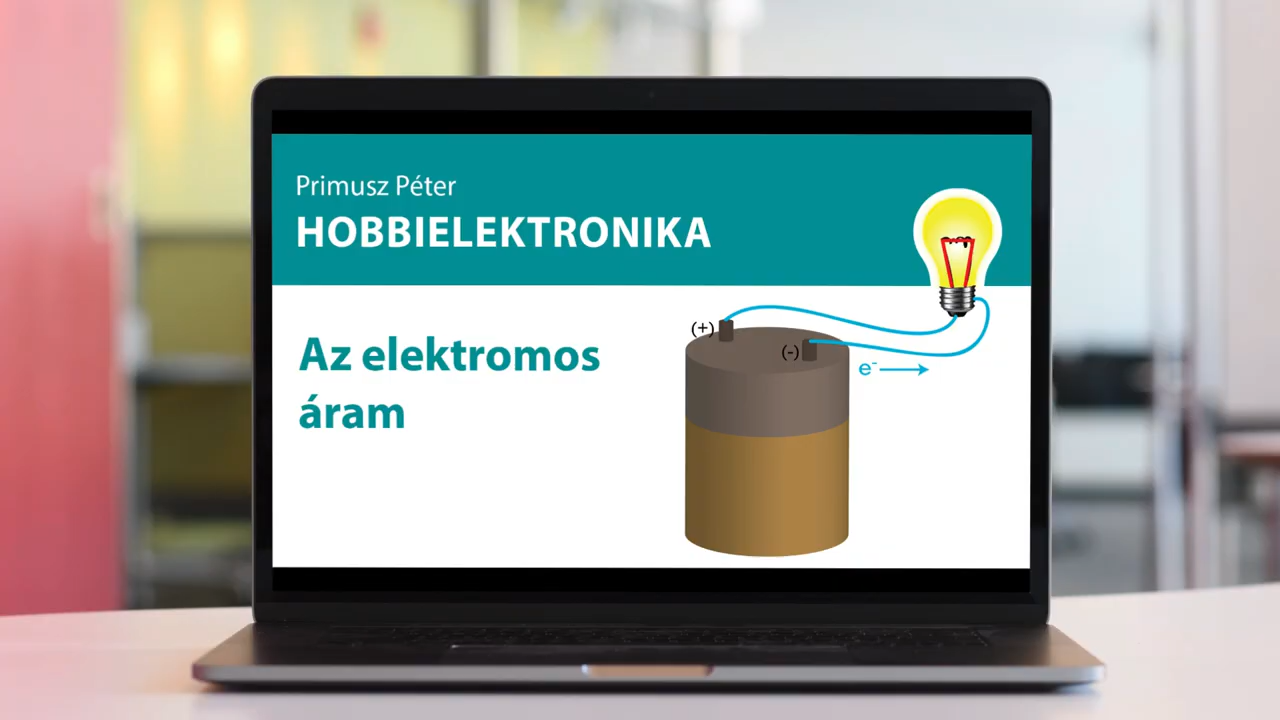 Primusz Péter
HOBBIELEKTRONIKA
Az elektromos
áram
(+)
(-)
e⁻